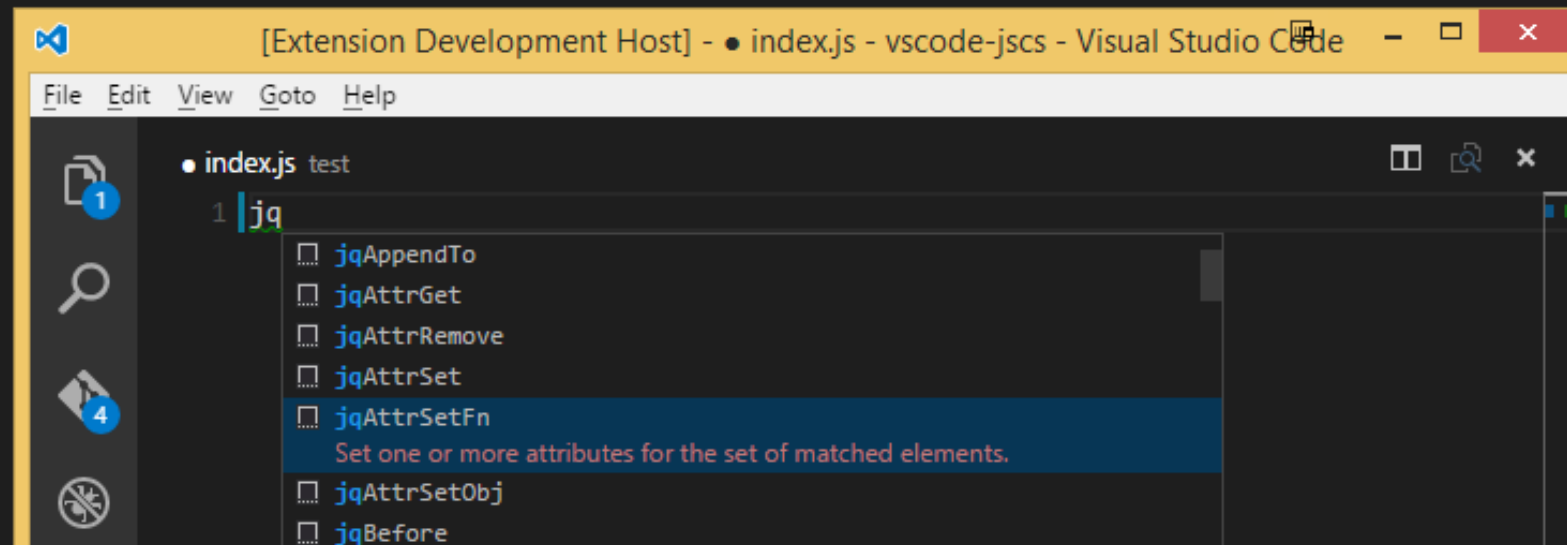 [Extension Development Host] - ● index.js - vscode-jscs - Visual Studio Code
File Edit View Goto Help
● index.js test
1
1 jq
jqAppendTo
jqAttrGet
jqAttrRemove
jqAttrSet
4
jqAttrSetFn
Set one or more attributes for the set of matched elements.
jqAttrSetObj
jqBefore